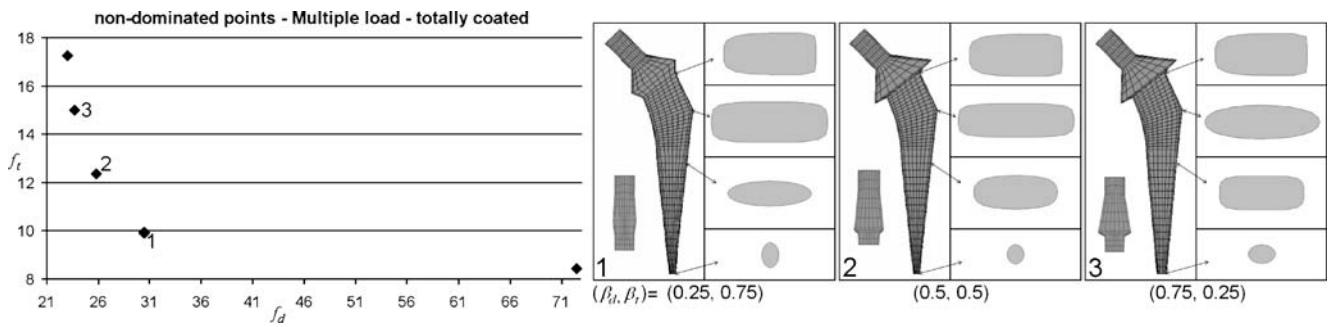 non-dominated points - Multiple load - totally coated
18
16
14
12
10
8
f_t
3
2
1
21 26 31 36 41 46 51 56 61 66 71
f_d
1
2
3
(β_d, β_t)= (0.25, 0.75)
(0.5, 0.5)
(0.75, 0.25)